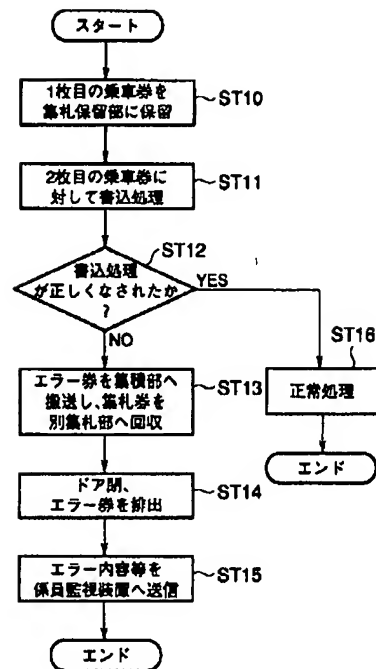 スタート
1枚目の乗車券を
集札保留部に保留
ST10
2枚目の乗車券に
対して書込処理
ST11
ST12
書込処理
が正しくなされたか
?
YES
NO
ST16
正常処理
エンド
エラー券を集積部へ
搬送し、集札券を
別集札部へ回収
ST13
ドア閉、
エラー券を排出
ST14
エラー内容等を
係員監視装置へ送信
ST15
エンド